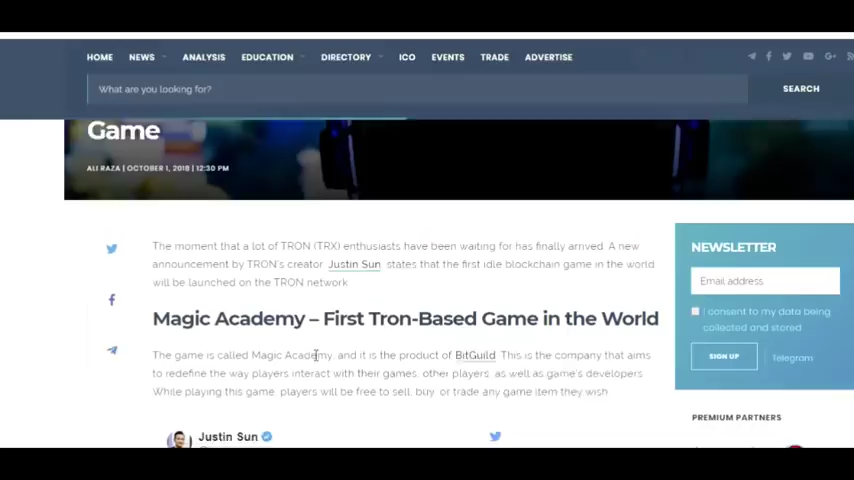 HOME NEWS ANALYSIS EDUCATION DIRECTORY ICO EVENTS TRADE ADVERTISE
What are you looking for? SEARCH
Game
ALI RAZA | OCTOBER 1, 2018 | 12:30 PM
The moment that a lot of TRON (TRX) enthusiasts have been waiting for has finally arrived. A new
announcement by TRON's creator, Justin Sun, states that the first idle blockchain game in the world
will be launched on the TRON network.
Magic Academy – First Tron-Based Game in the World
The game is called Magic Academy, and it is the product of BitGuild. This is the company that aims
to redefine the way players interact with their games, other players, as well as game's developers.
While playing this game, players will be free to sell, buy, or trade any game item they wish.
Justin Sun
NEWSLETTER
Email address
I consent to my data being
collected and stored
SIGN UP Telegram
PREMIUM PARTNERS